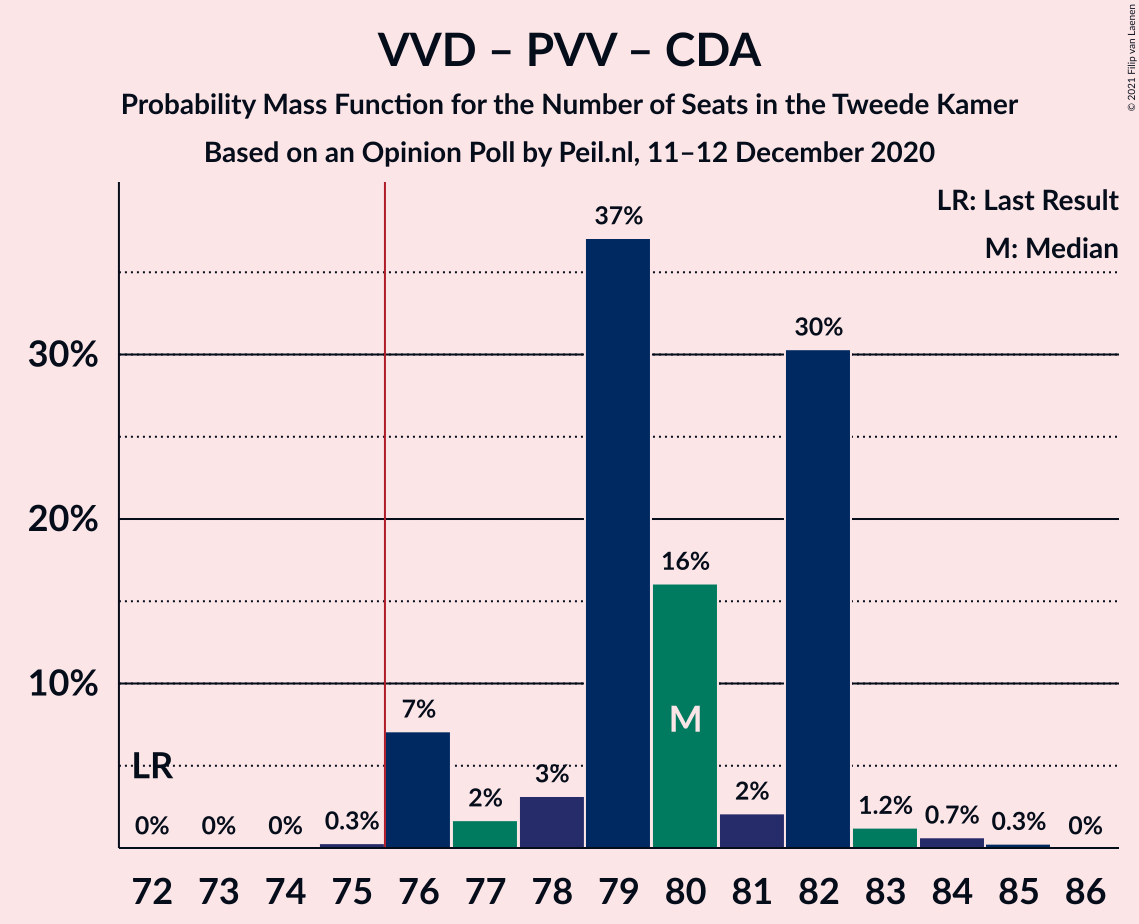 VVD – PVV – CDA
Probability Mass Function for the Number of Seats in the Tweede Kamer
Based on an Opinion Poll by Peil.nl, 11–12 December 2020
© 2021 Filip van Laenen
LR: Last Result
M: Median
30%
20%
10%
LR
0%
0%
0%
0.3%
7%
2%
3%
37%
16%
M
2%
30%
1.2%
0.7%
0.3%
0%
72 73 74 75 76 77 78 79 80 81 82 83 84 85 86